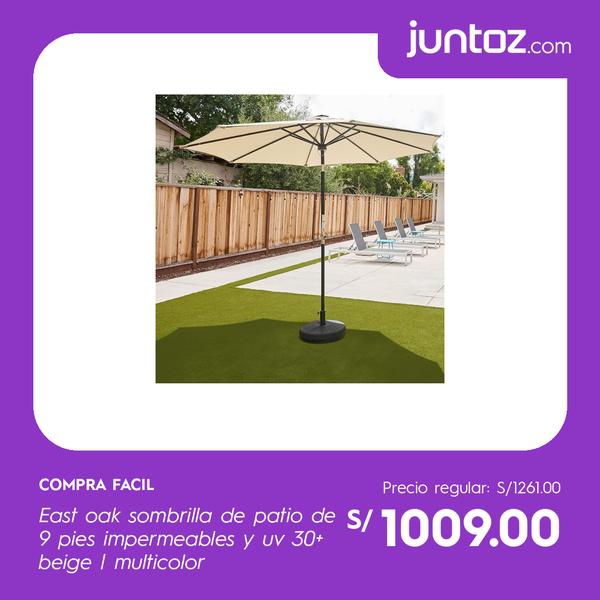 juntoz.com
COMPRA FACIL
East oak sombrilla de patio de
9 pies impermeables y uv 30+
beige | multicolor
Precio regular: S/1261.00
S/ 1009.00